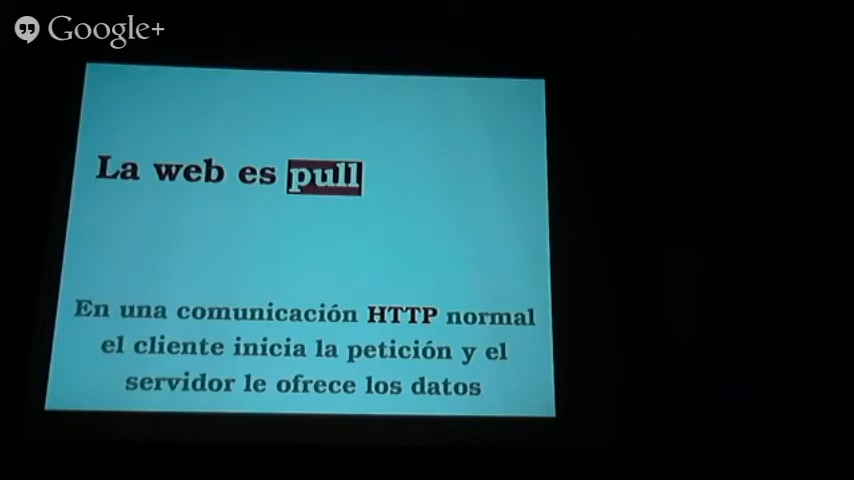 Google+
La web es pull
En una comunicación HTTP normal
el cliente inicia la petición y el
servidor le ofrece los datos